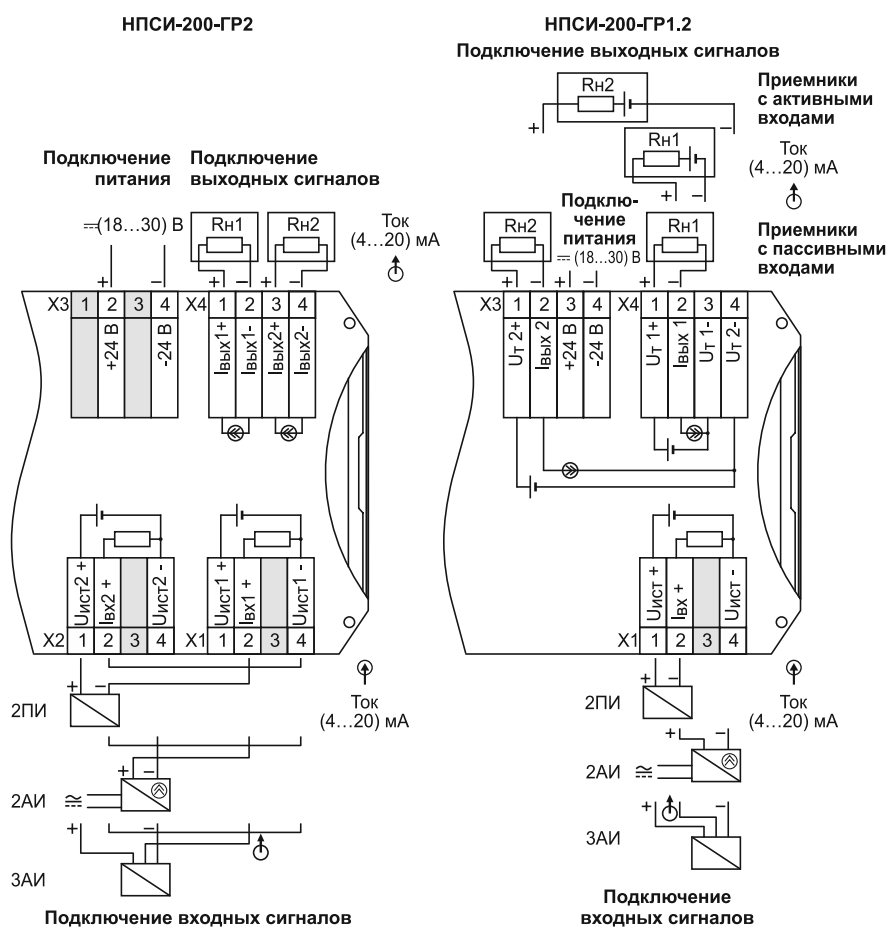 НПСИ-200-ГР2
Подключение питания
⎓(18...30) В
+ −
Подключение выходных сигналов
Rн1 Rн2
+ − + −
Ток
(4...20) мА
X3 1 2 3 4
+24 В
-24 В
X4 1 2 3 4
Iвых1+
Iвых1-
Iвых2+
Iвых2-
Uист2 +
Iвх2 +
Uист2 -
X2 1 2 3 4
Uист1 +
Iвх1 +
Uист1 -
X1 1 2 3 4
2ПИ
+ −
Ток
(4...20) мА
2АИ
+ −
3АИ
+ −
Подключение входных сигналов
НПСИ-200-ГР1.2
Подключение выходных сигналов
Rн2
+ −
Rн1
+ −
Приемники
с активными
входами
Ток
(4...20) мА
Rн2
+ −
Подклю-
чение
питания
⎓ (18...30) В
+ −
Rн1
+ −
Приемники
с пассивными
входами
X3 1 2 3 4
Uт 2+
Iвых 2
+24 В
-24 В
X4 1 2 3 4
Uт 1+
Iвых 1
Uт 1-
Uт 2-
Uист +
Iвх +
Uист -
X1 1 2 3 4
2ПИ
+ −
Ток
(4...20) мА
2АИ
+ −
3АИ
+ −
Подключение
входных сигналов